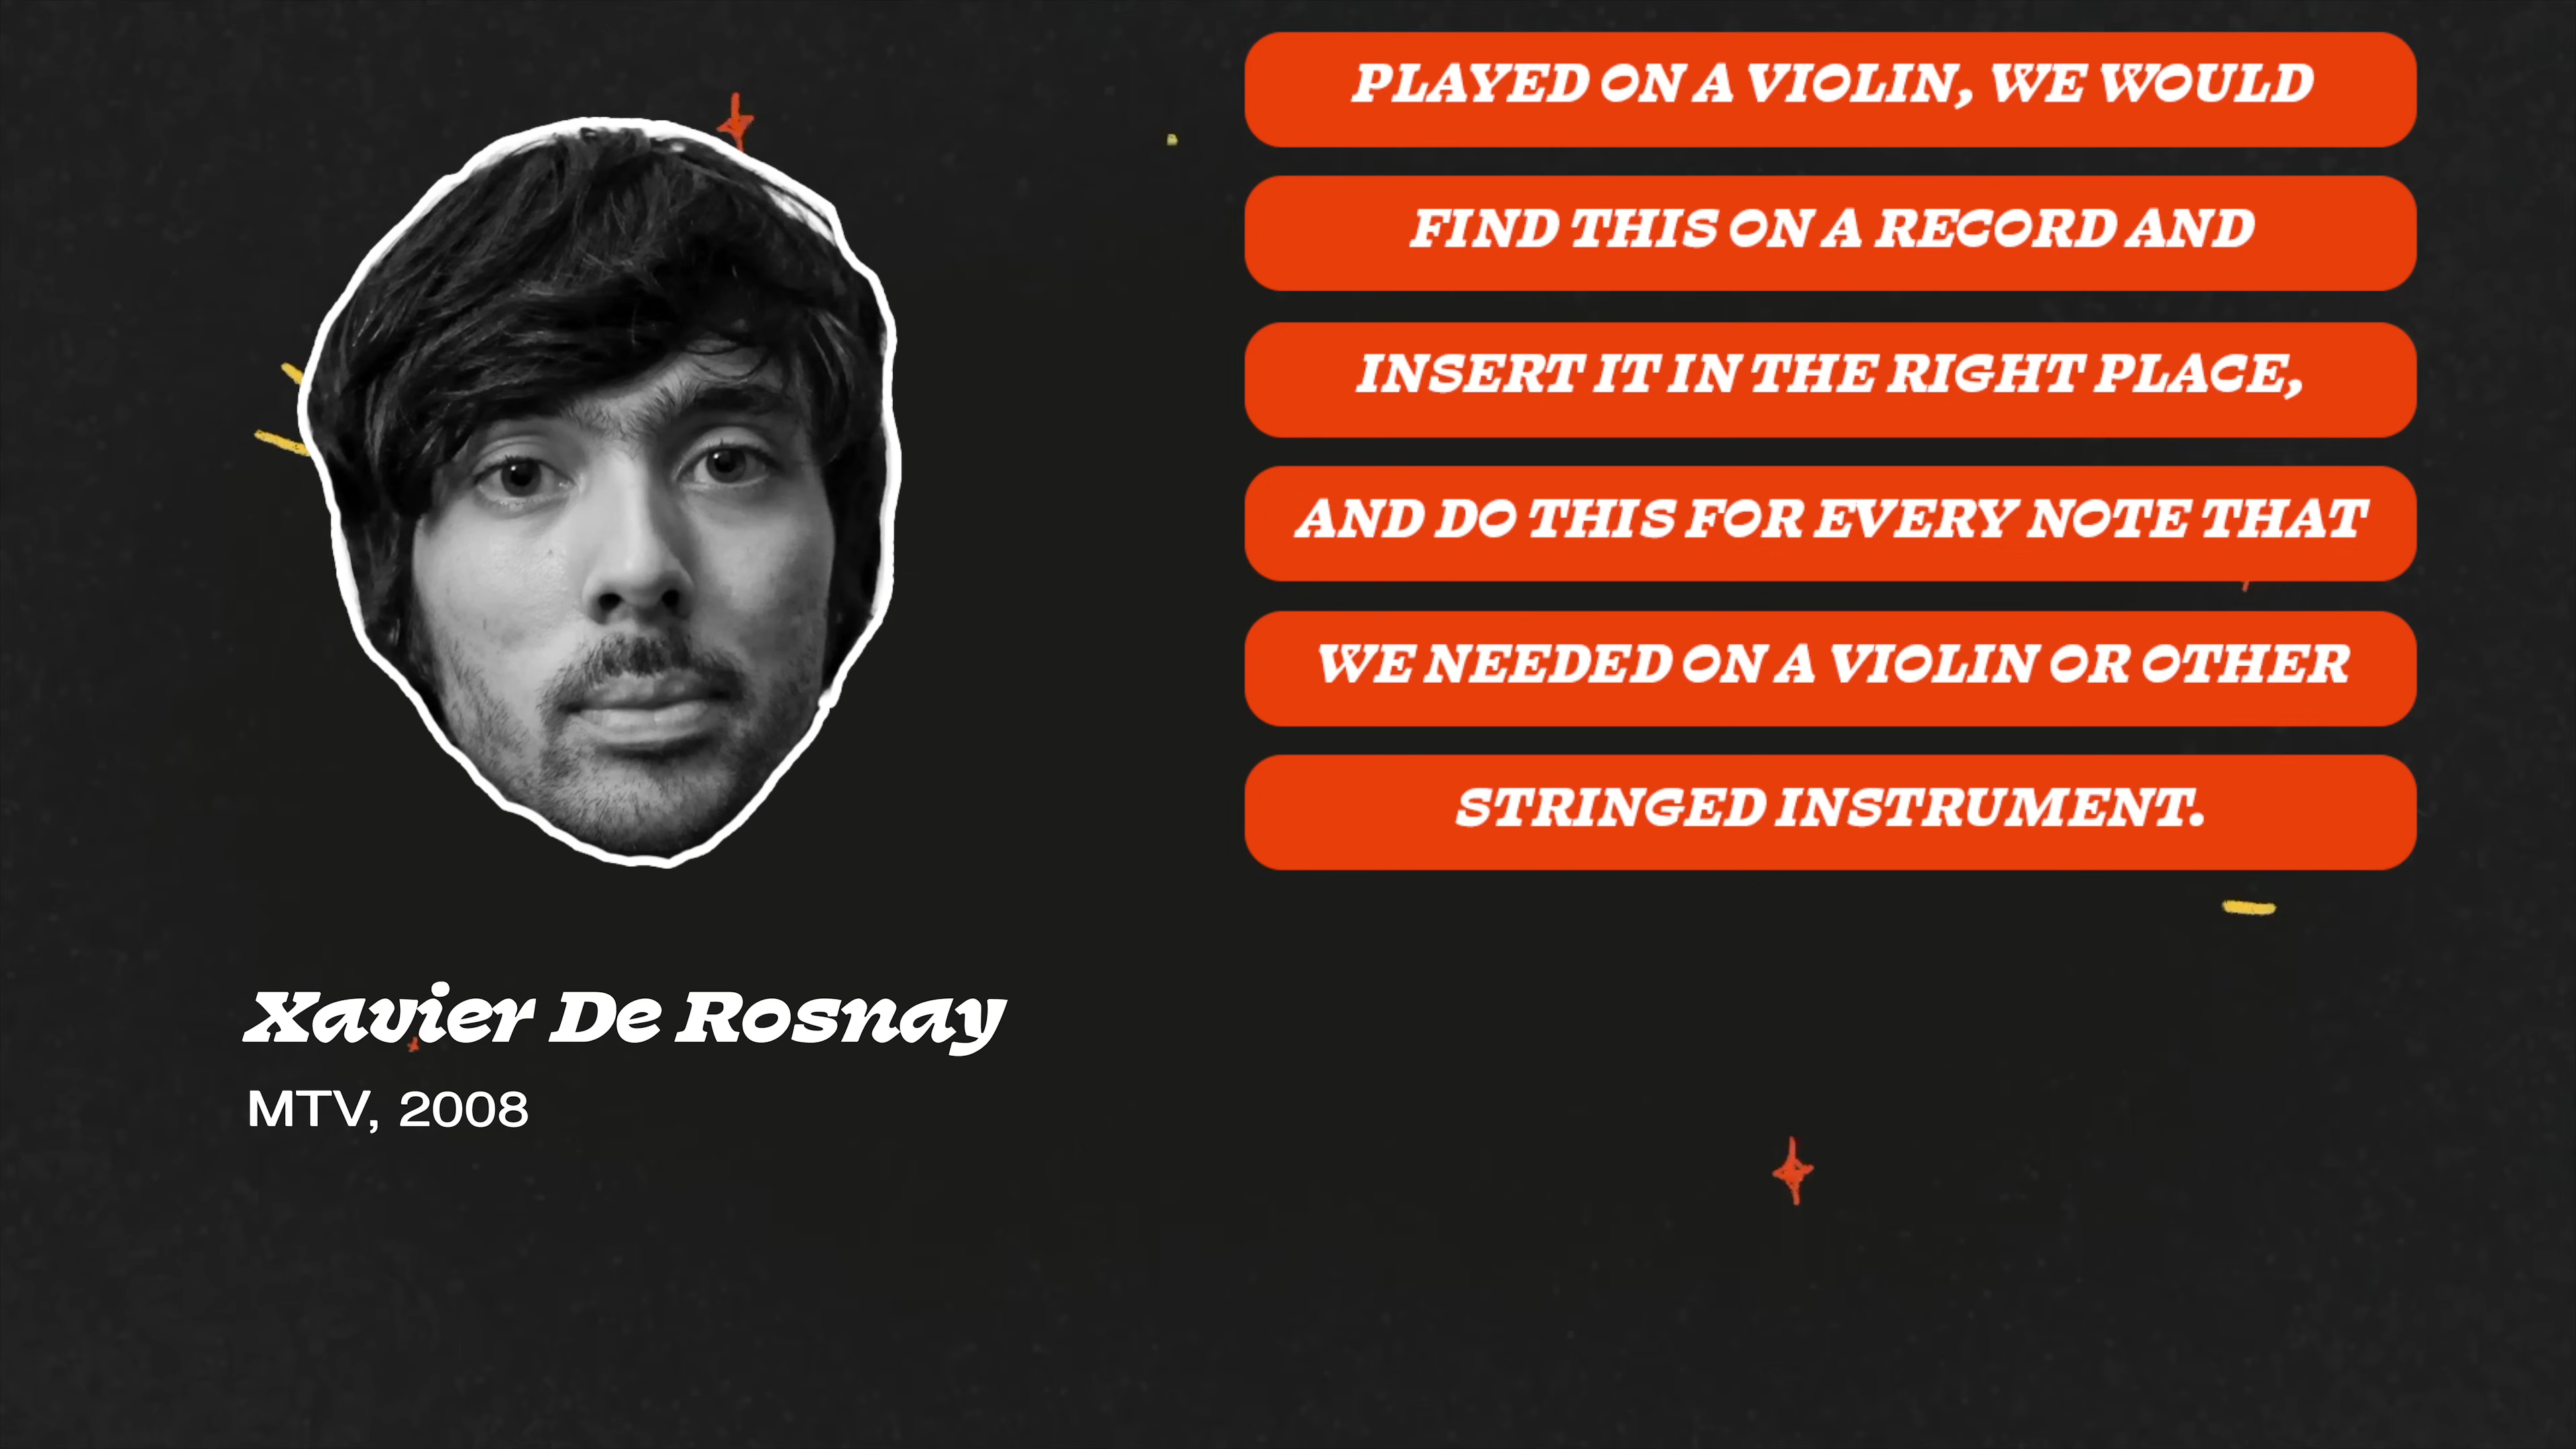 PLAYED ON A VIOLIN, WE WOULD
FIND THIS ON A RECORD AND
INSERT IT IN THE RIGHT PLACE,
AND DO THIS FOR EVERY NOTE THAT
WE NEEDED ON A VIOLIN OR OTHER
STRINGED INSTRUMENT.
Xavier De Rosnay
MTV, 2008